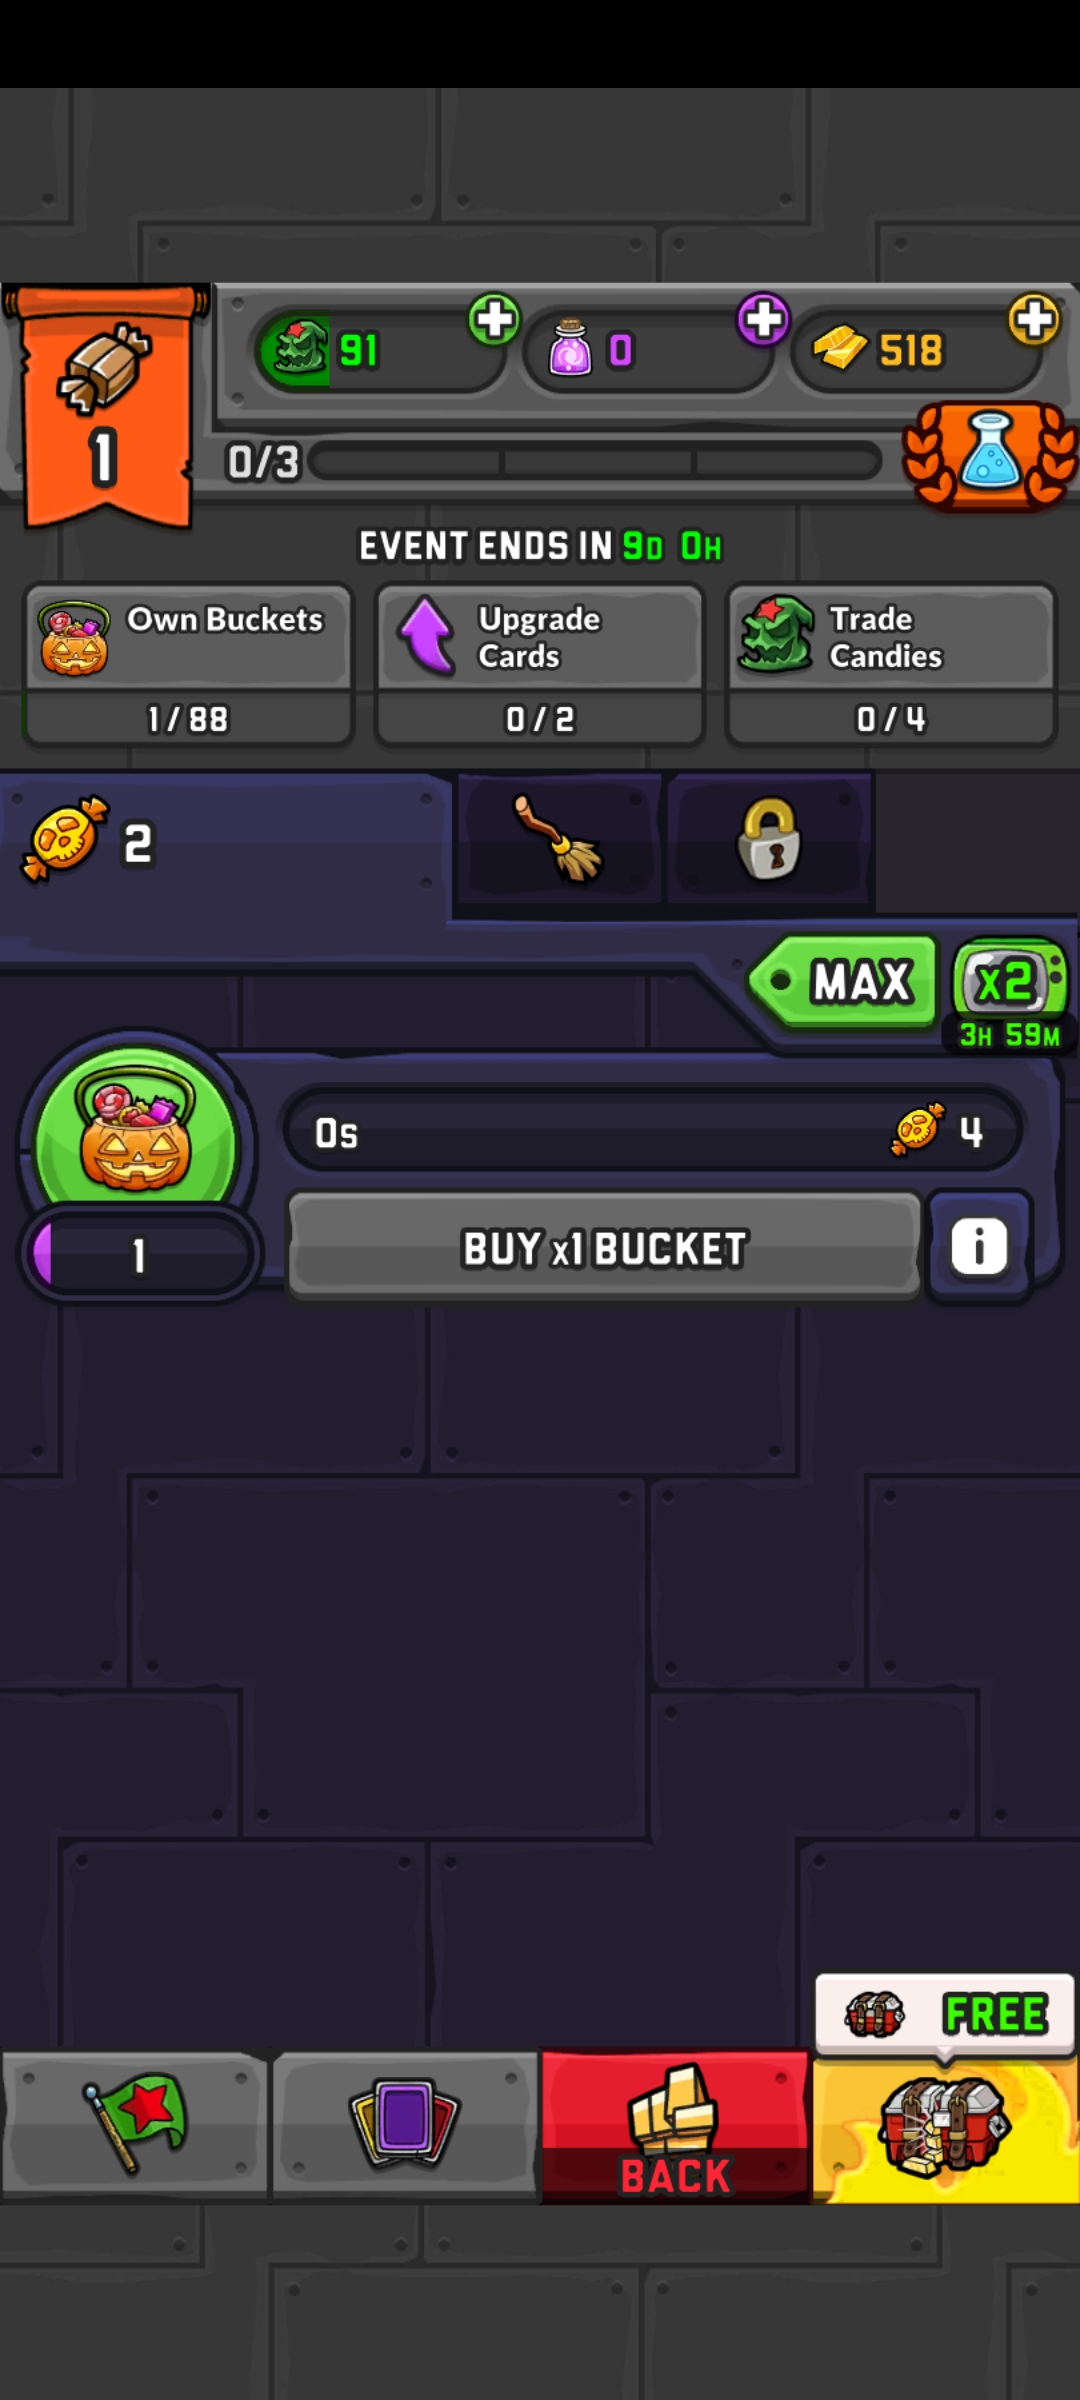 91
0
518
1
0/3
EVENT ENDS IN 9D 0H
Own Buckets
1/88
Upgrade
Cards
0/2
Trade
Candies
0/4
2
MAX
x2
3H 59M
0s
4
1
BUY x1 BUCKET
i
FREE
BACK